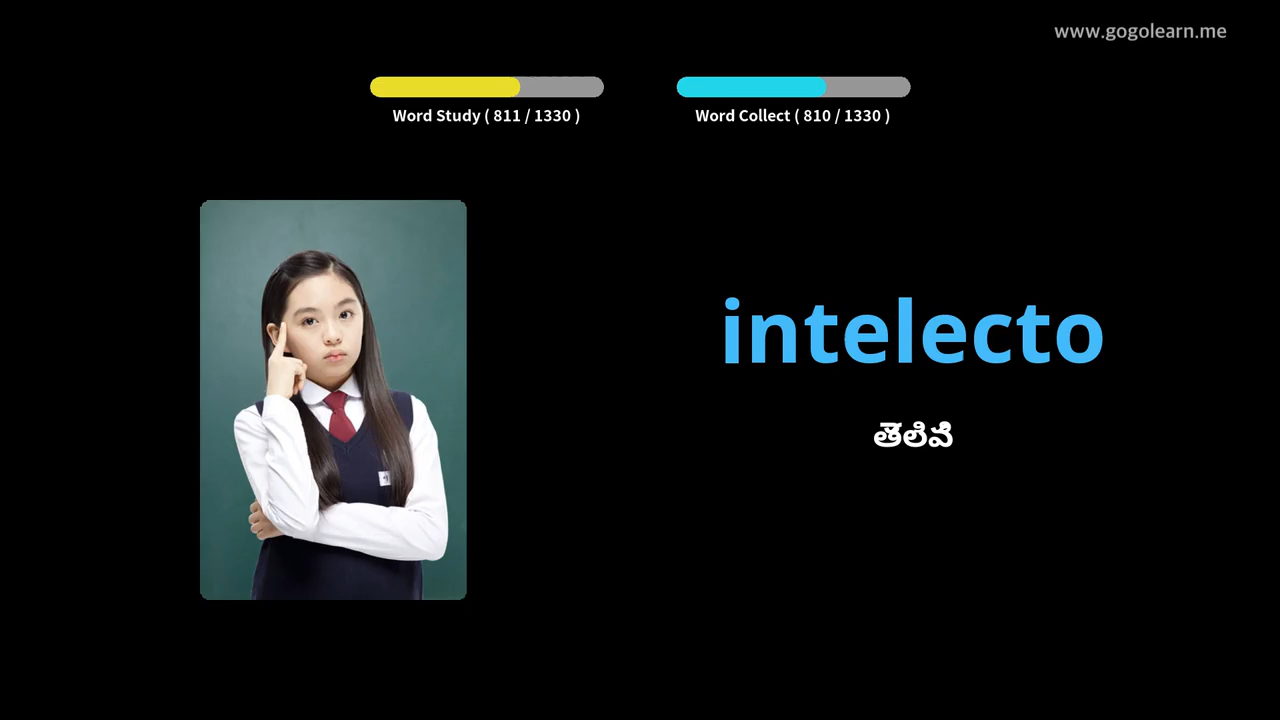 www.gogolearn.me
Word Study ( 811 / 1330 )
Word Collect ( 810 / 1330 )
intelecto
తెలివి